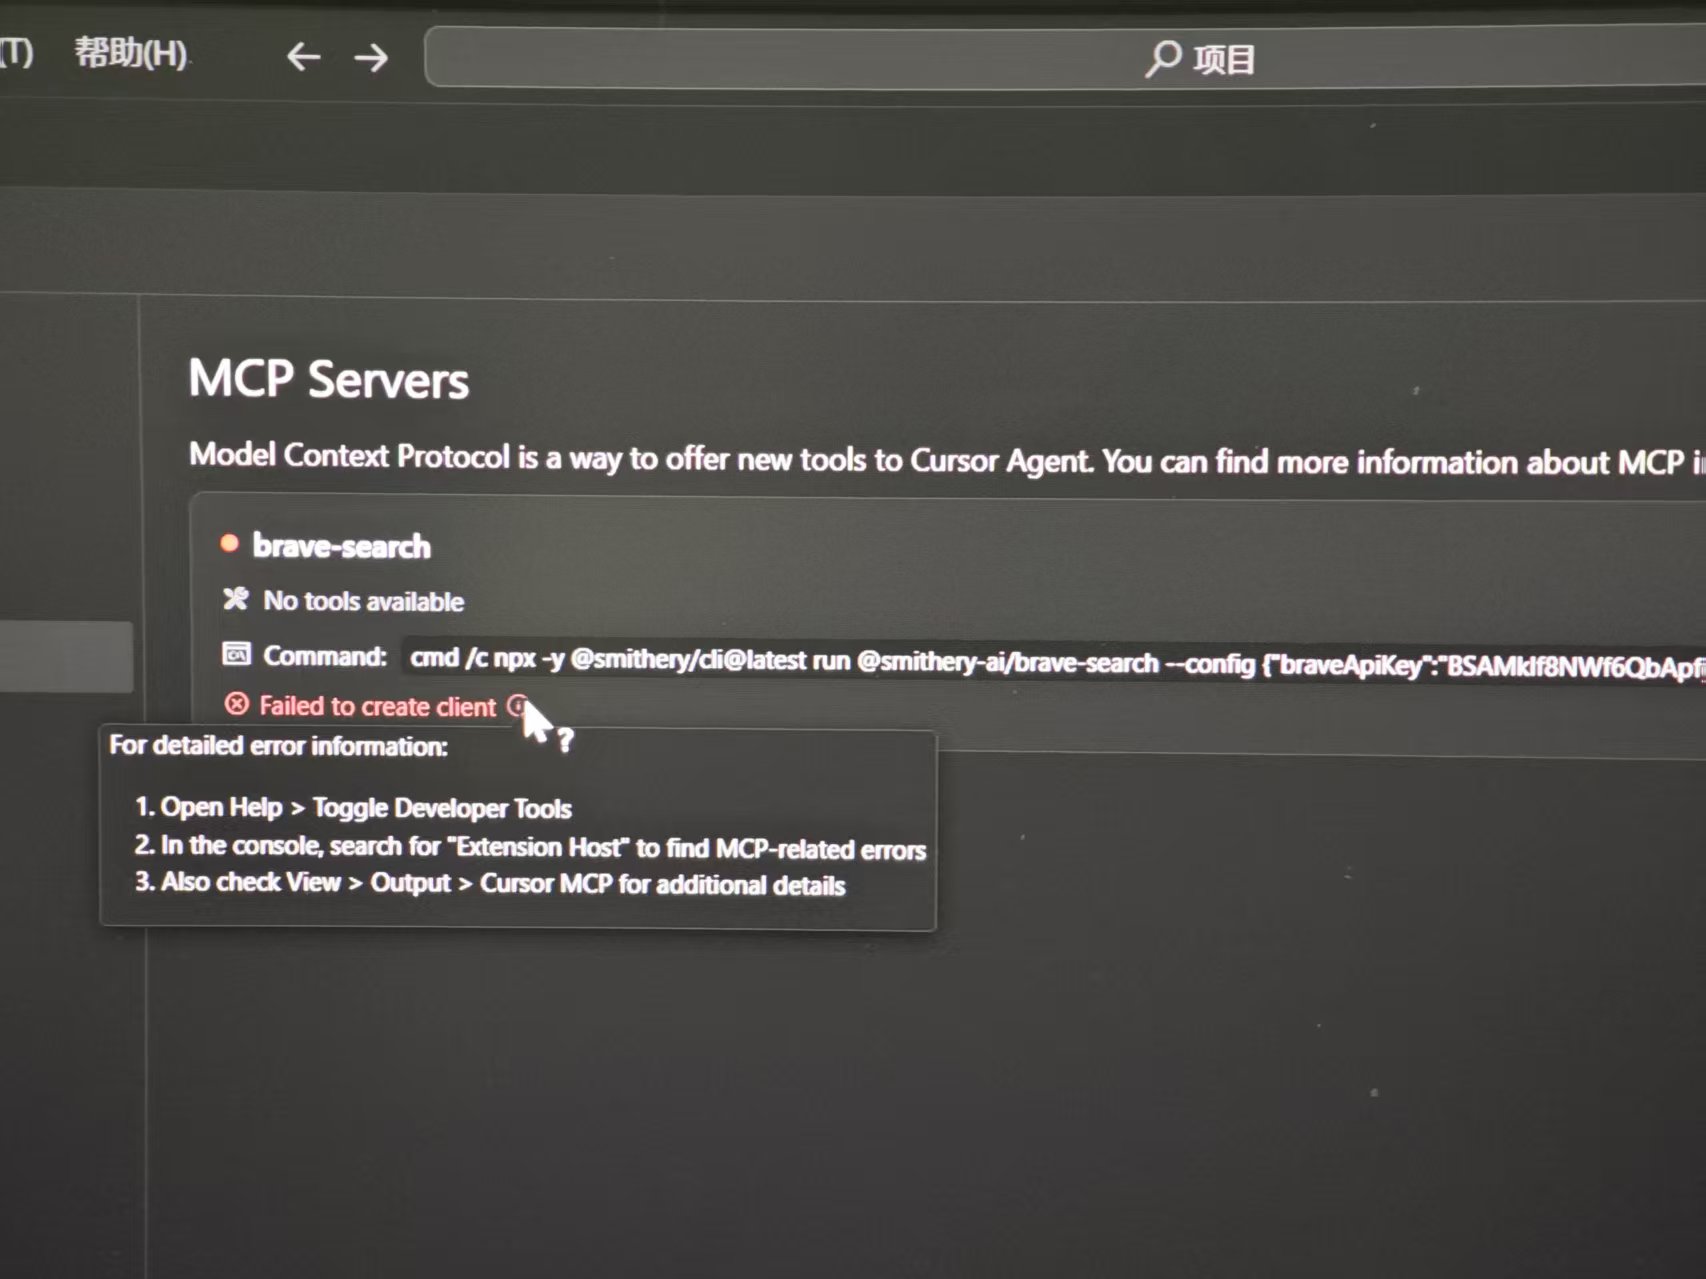 (T) 帮助(H)
项目
MCP Servers
Model Context Protocol is a way to offer new tools to Cursor Agent. You can find more information about MCP
brave-search
No tools available
Command: cmd /c npx -y @smithery/cli@latest run @smithery-ai/brave-search --config {"braveApiKey":"BSAMklf8NWf6QbApf
Failed to create client
?
For detailed error information:
1. Open Help > Toggle Developer Tools
2. In the console, search for "Extension Host" to find MCP-related errors
3. Also check View > Output > Cursor MCP for additional details